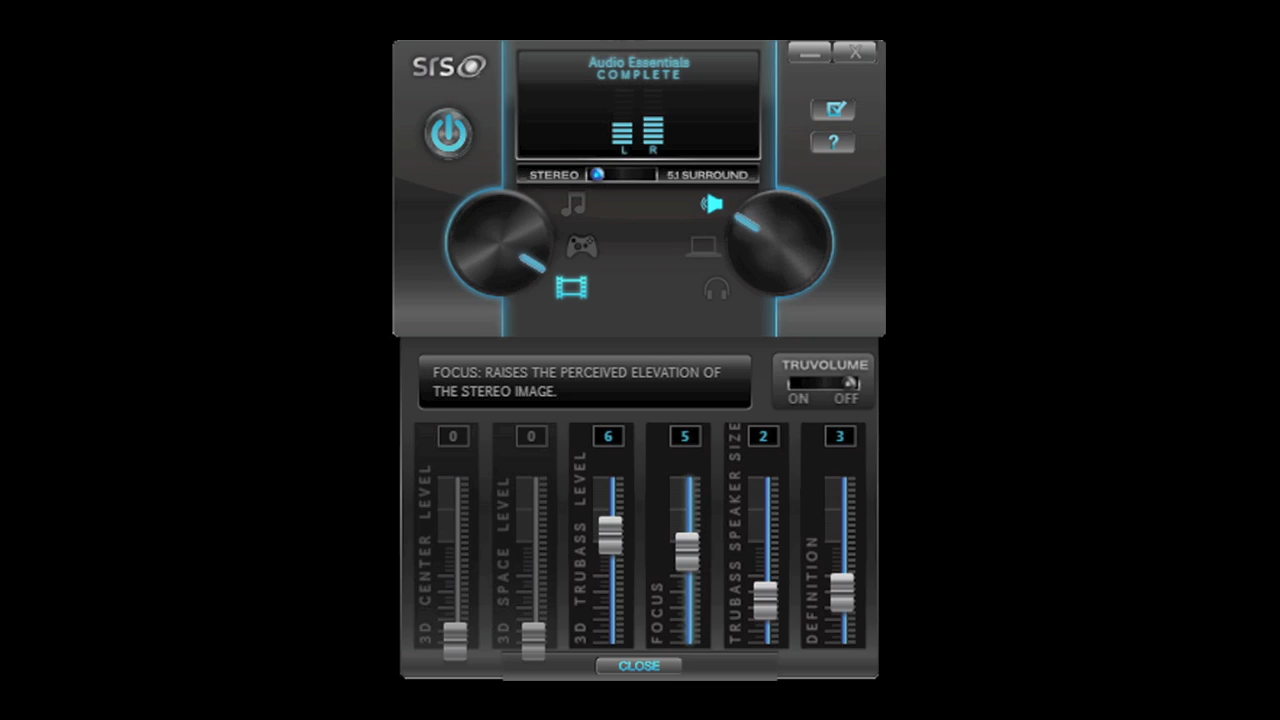 srs
Audio Essentials
COMPLETE
L R
STEREO 5.1 SURROUND
X
?
FOCUS: RAISES THE PERCEIVED ELEVATION OF
THE STEREO IMAGE.
TRUVOLUME
ON OFF
0
3D CENTER LEVEL
0
3D SPACE LEVEL
6
3D TRUBASS LEVEL
5
FOCUS
2
TRUBASS SPEAKER SIZE
3
DEFINITION
CLOSE